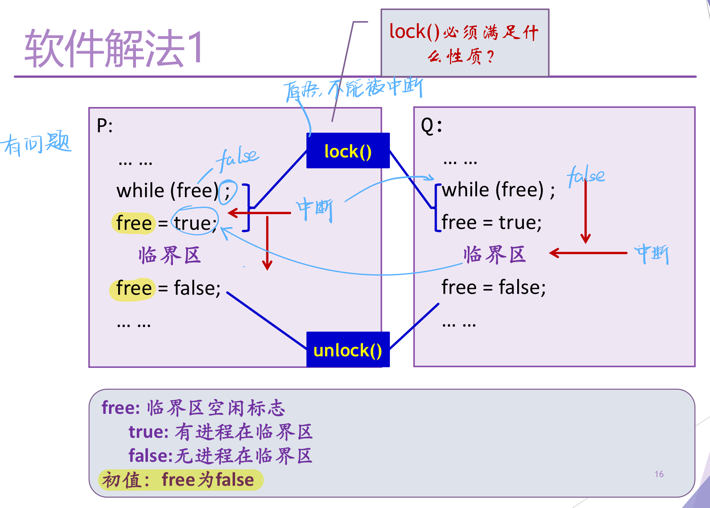 软件解法1
lock()必须满足什
么性质?
有问题
原语.不能被中断
P:
... ...
false
while (free) ;
free = true;
中断
临界区
free = false;
... ...
lock()
unlock()
Q:
... ...
while (free) ;
false
free = true;
临界区
中断
free = false;
... ...
free: 临界区空闲标志
true: 有进程在临界区
false:无进程在临界区
初值：free为false
16